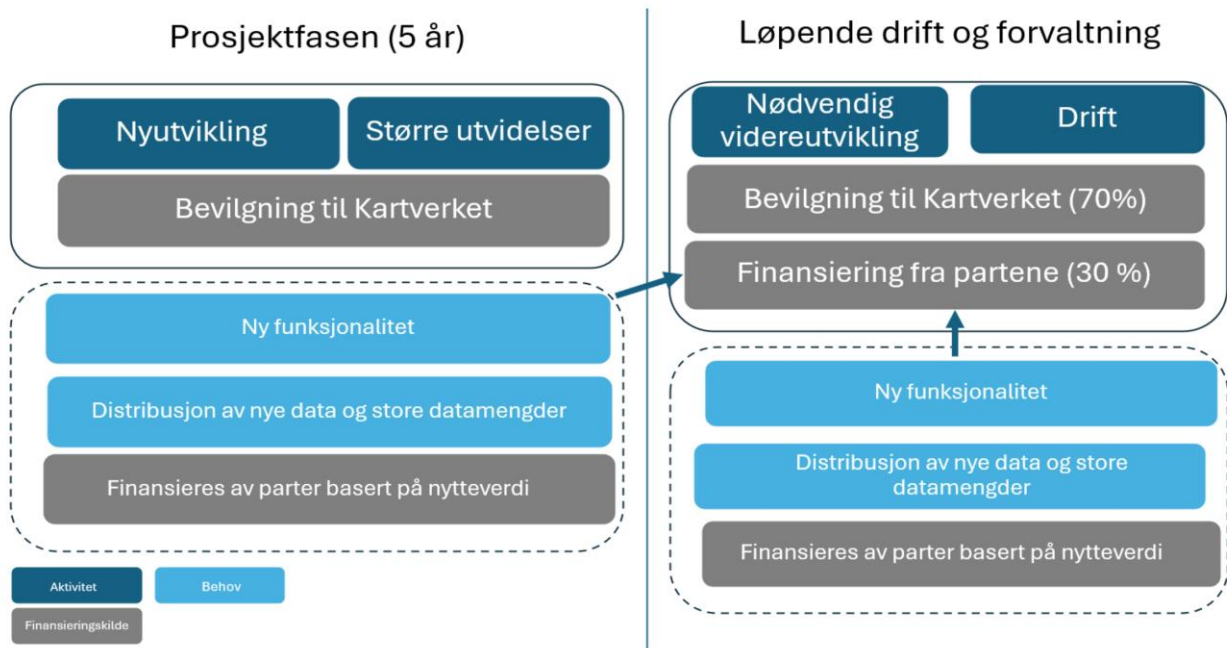 Prosjektfasen (5 år)
Nyutvikling
Større utvidelser
Bevilgning til Kartverket
Ny funksjonalitet
Distribusjon av nye data og store datamengder
Finansieres av parter basert på nytteverdi
Aktivitet
Behov
Finansieringskilde
Løpende drift og forvaltning
Nødvendig
videreutvikling
Drift
Bevilgning til Kartverket (70%)
Finansiering fra partene (30 %)
Ny funksjonalitet
Distribusjon av nye data og store
datamengder
Finansieres av parter basert på nytteverdi